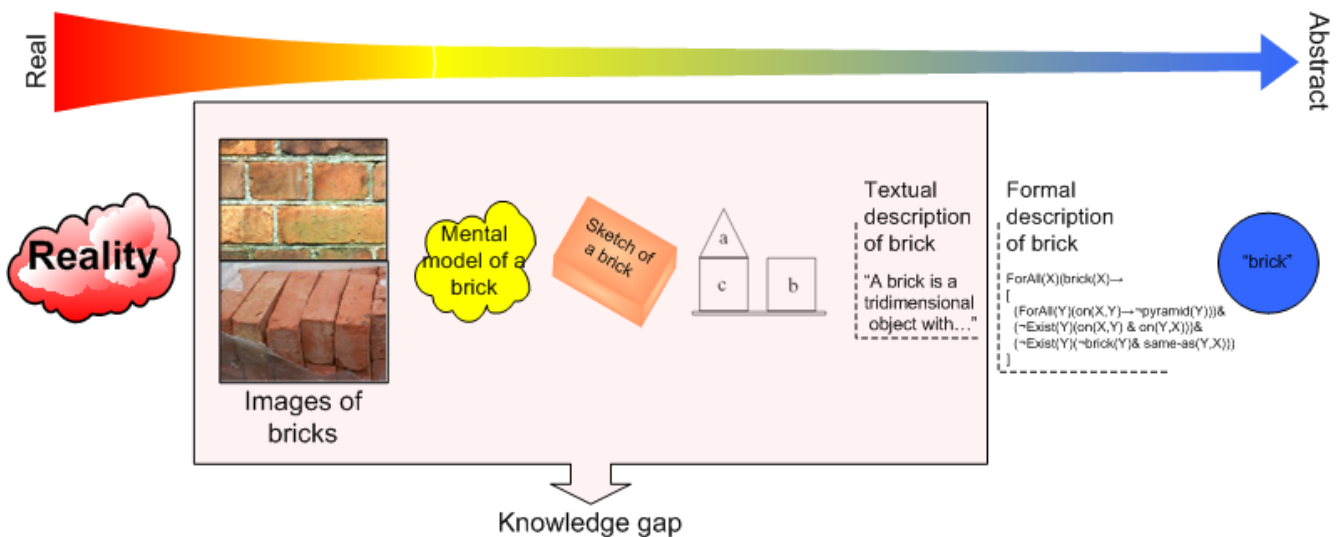 Real
Abstract
Reality
Images of
bricks
Mental
model of a
brick
Sketch of
a brick
a
c
b
Textual
description
of brick
“A brick is a
tridimensional
object with…”
Formal
description
of brick
ForAll(X)(brick(X)→
[
(ForAll(Y)(on(X,Y)→¬pyramid(Y)))&
(¬Exist(Y)(on(X,Y) & on(Y,X)))&
(¬Exist(Y)(¬brick(Y)& same-as(Y,X)))
]
“brick”
Knowledge gap